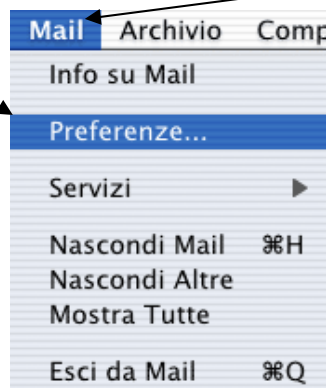 Mail Archivio Comp
Info su Mail
Preferenze...
Servizi ▶
Nascondi Mail ⌘H
Nascondi Altre
Mostra Tutte
Esci da Mail ⌘Q